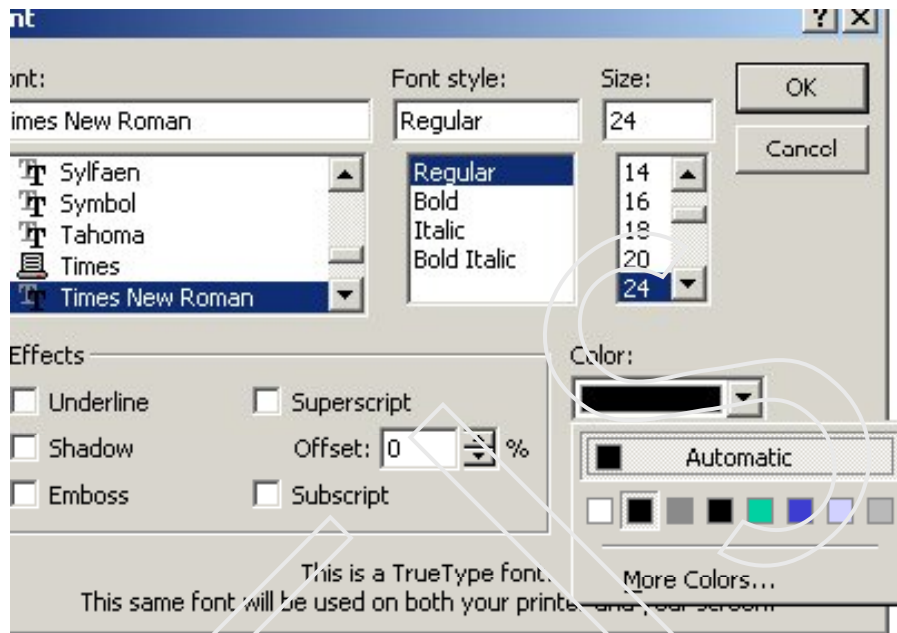 nt
ont: Font style: Size:
imes New Roman Regular 24
OK
Cancel
Sylfaen
Symbol
Tahoma
Times
Times New Roman
Regular
Bold
Italic
Bold Italic
14
16
18
20
24
Effects
Underline
Shadow
Emboss
Superscript
Offset: 0 %
Subscript
Color:
Automatic
More Colors...
This is a TrueType font.
This same font will be used on both your printer and your screen.